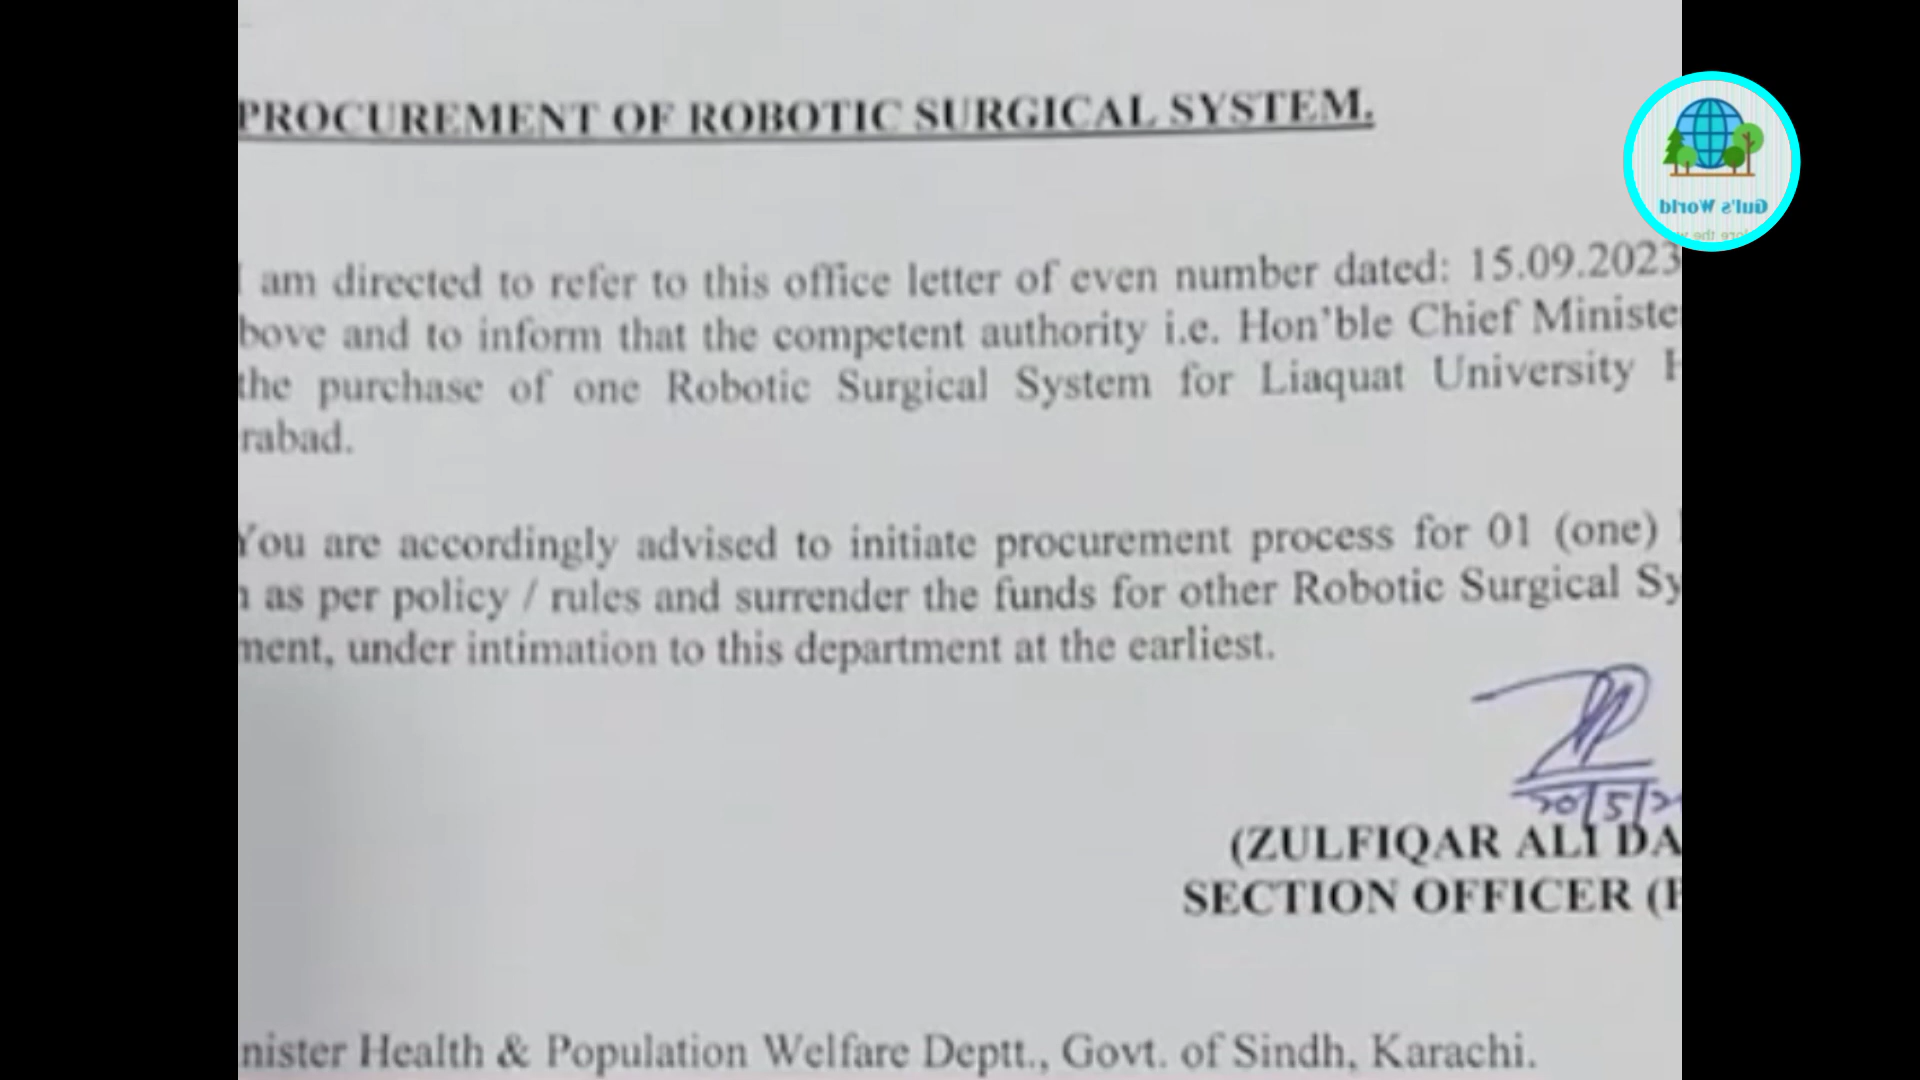 PROCUREMENT OF ROBOTIC SURGICAL SYSTEM.
I am directed to refer to this office letter of even number dated: 15.09.2023
bove and to inform that the competent authority i.e. Hon'ble Chief Ministe
the purchase of one Robotic Surgical System for Liaquat University H
rabad.
You are accordingly advised to initiate procurement process for 01 (one)
as per policy / rules and surrender the funds for other Robotic Surgical Sy
ment, under intimation to this department at the earliest.
20/5/2
(ZULFIQAR ALI DA
SECTION OFFICER (
nister Health & Population Welfare Deptt., Govt. of Sindh, Karachi.
Gul's World